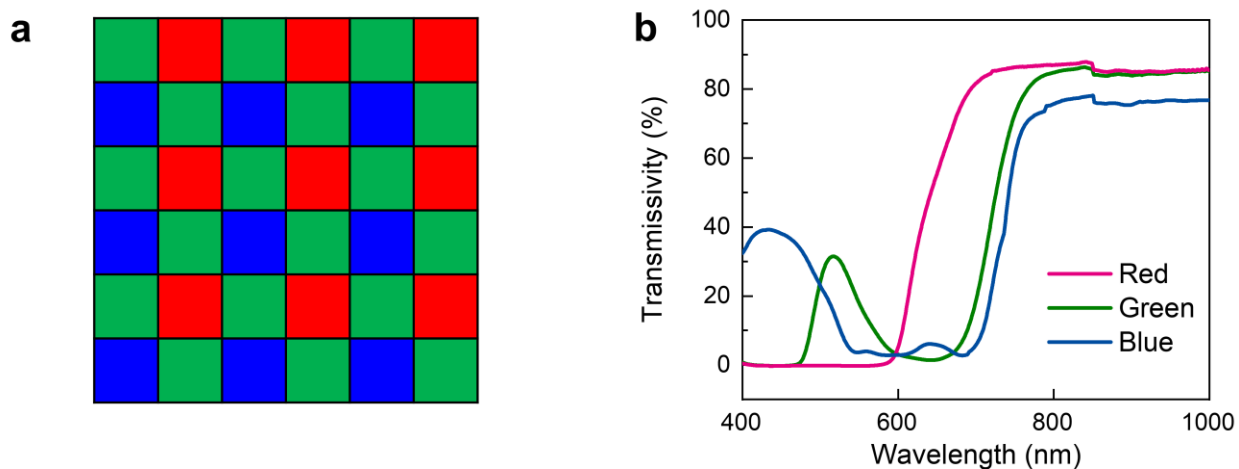 a
b
100
80
60
40
20
0
Transmissivity (%)
Red
Green
Blue
400
600
800
1000
Wavelength (nm)